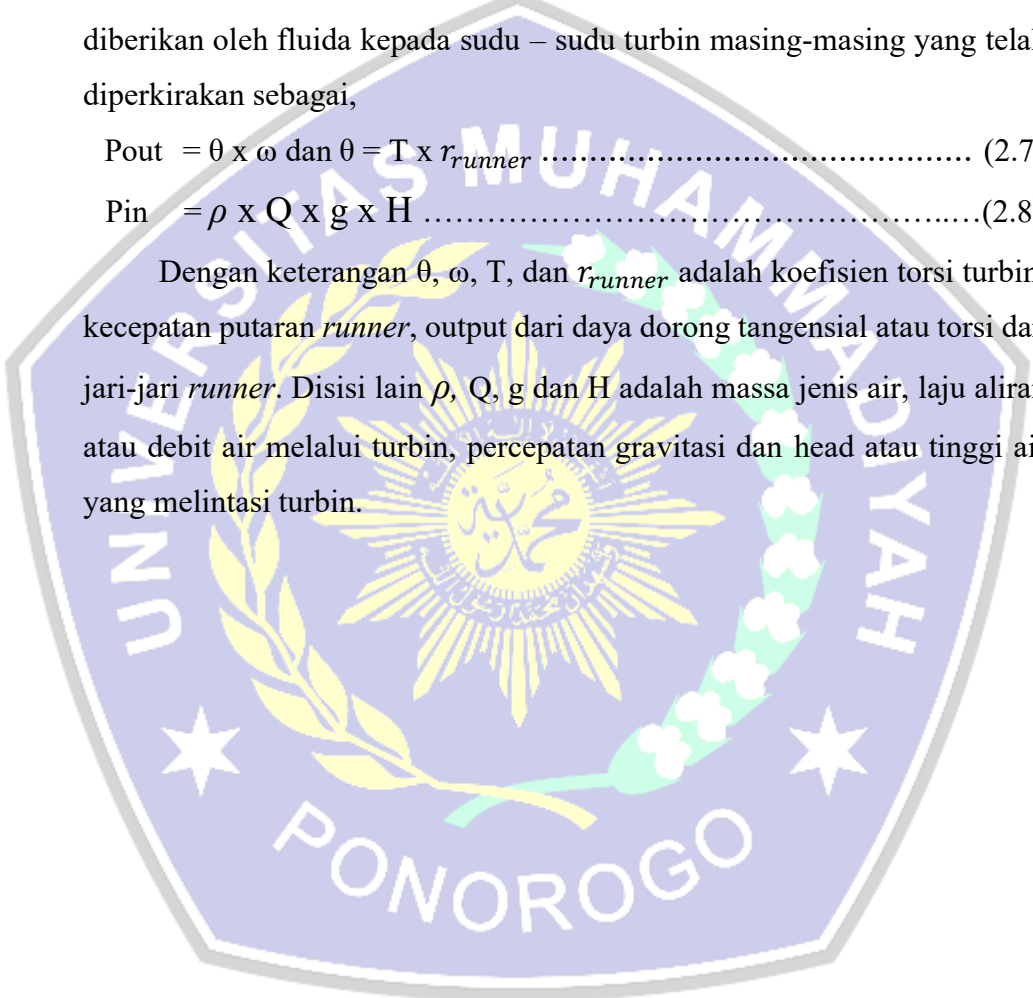 diberikan oleh fluida kepada sudu – sudu turbin masing-masing yang telah
diperkirakan sebagai,
Pout = θ x ω dan θ = T x r_runner ………………………………………… (2.7
Pin = ρ x Q x g x H ………………………………………………..…(2.8
Dengan keterangan θ, ω, T, dan r_runner adalah koefisien torsi turbin
kecepatan putaran runner, output dari daya dorong tangensial atau torsi dan
jari-jari runner. Disisi lain ρ, Q, g dan H adalah massa jenis air, laju aliran
atau debit air melalui turbin, percepatan gravitasi dan head atau tinggi air
yang melintasi turbin.
UNIVERSITAS MUHAMMADIYAH
PONOROGO